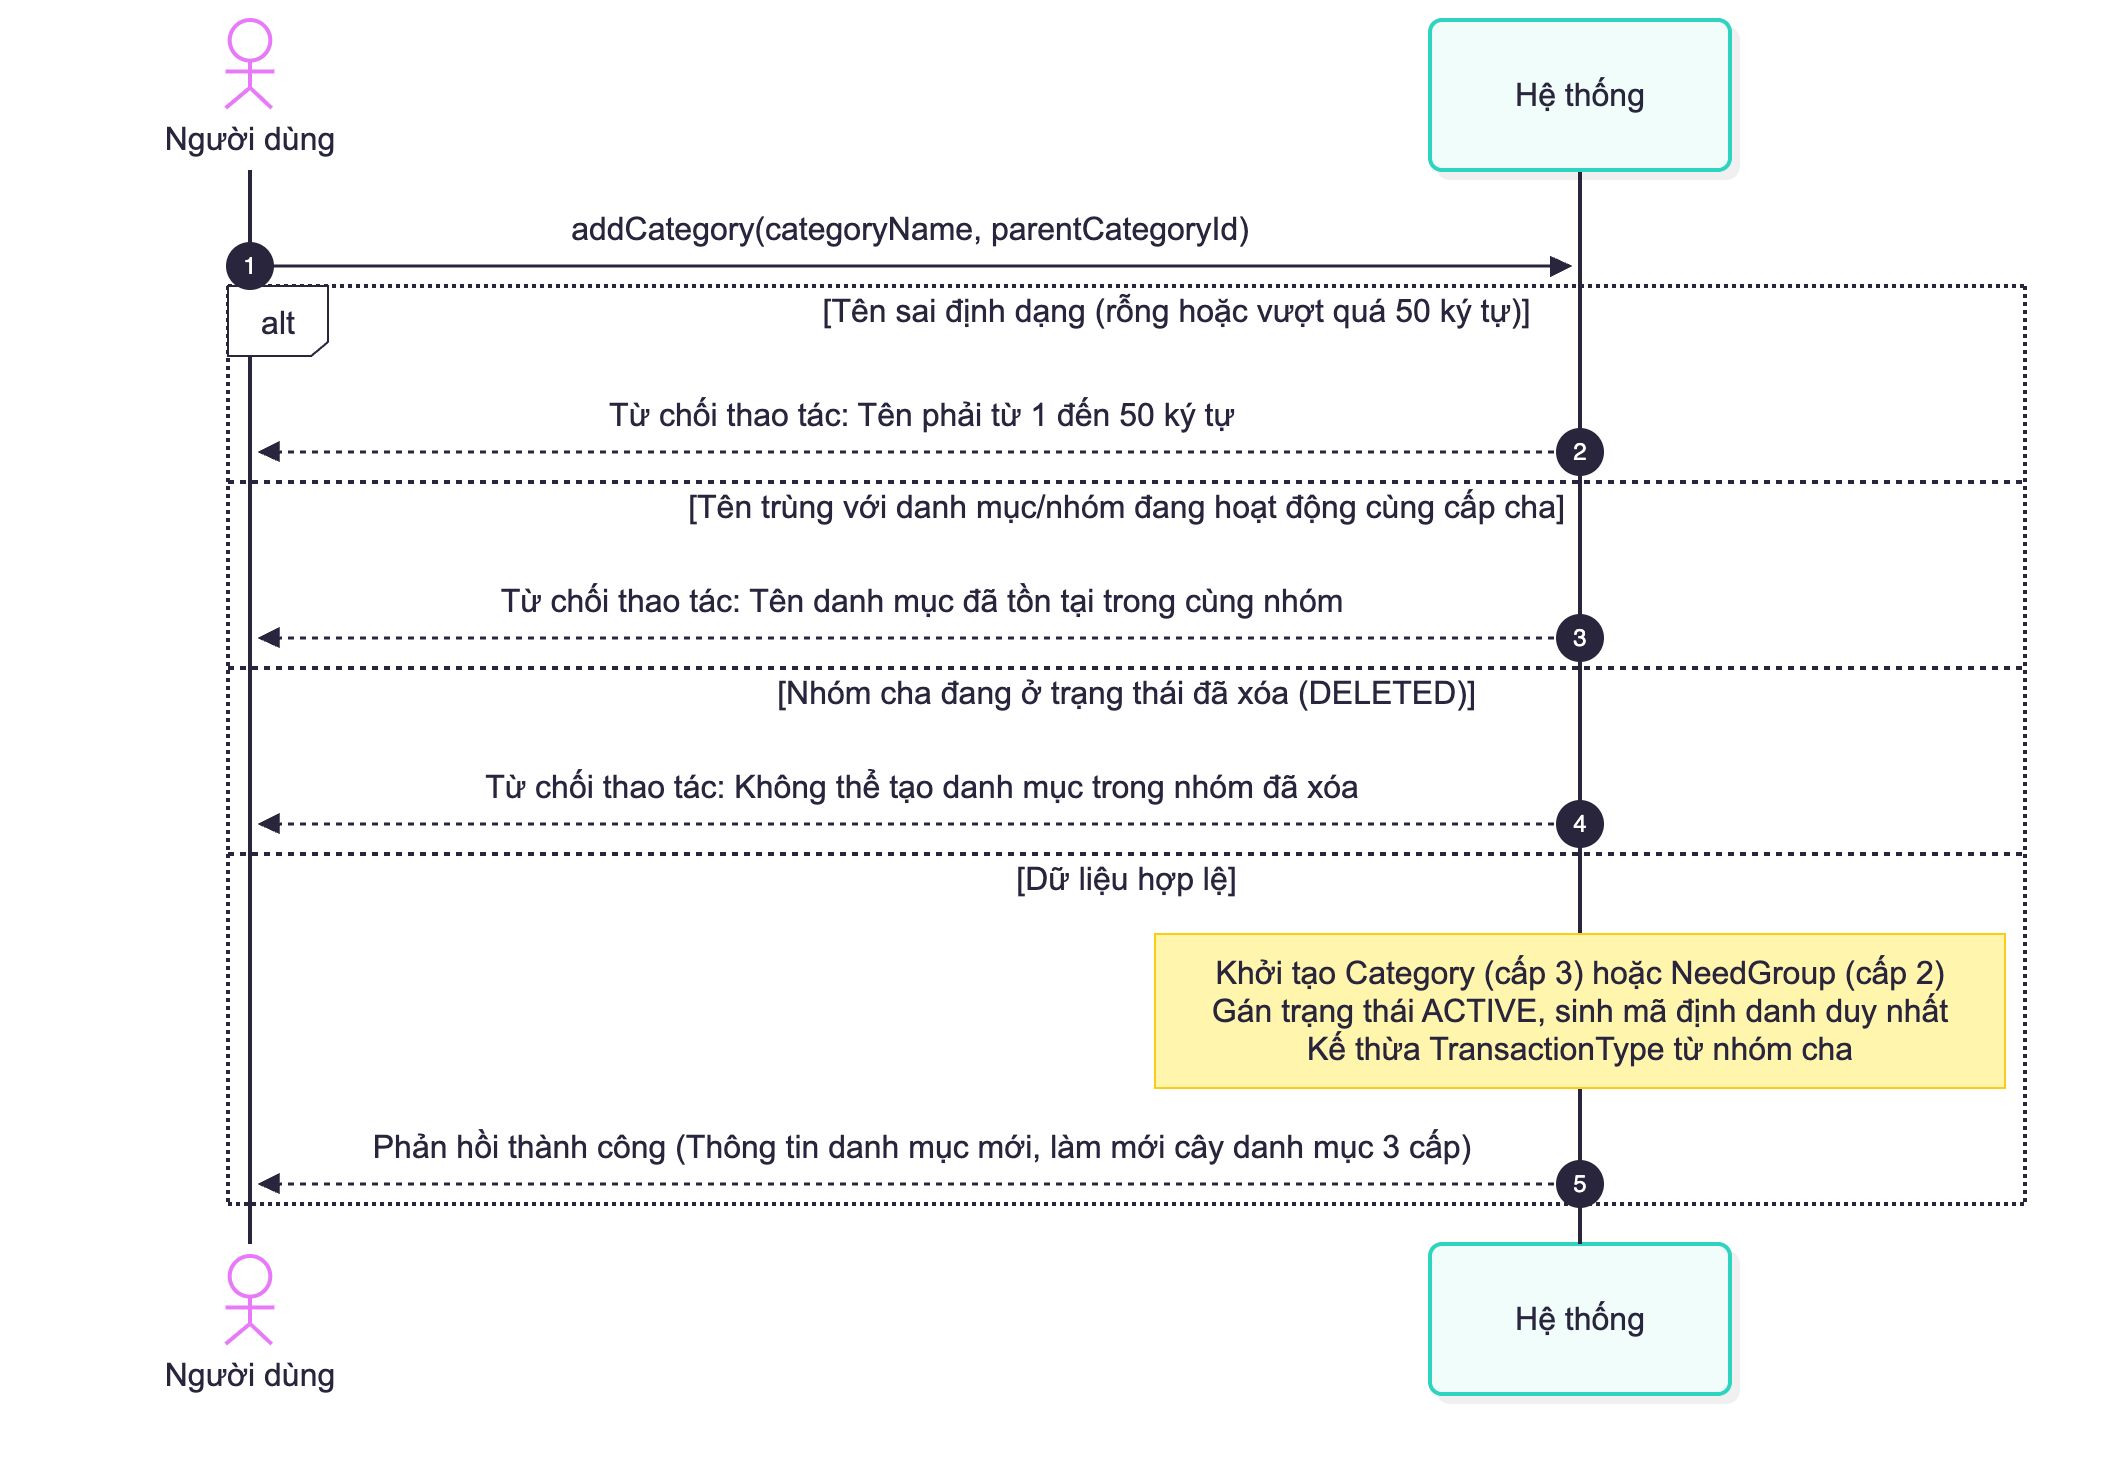 Người dùng
Hệ thống
addCategory(categoryName, parentCategoryId)
1
alt
[Tên sai định dạng (rỗng hoặc vượt quá 50 ký tự)]
Từ chối thao tác: Tên phải từ 1 đến 50 ký tự
2
[Tên trùng với danh mục/nhóm đang hoạt động cùng cấp cha]
Từ chối thao tác: Tên danh mục đã tồn tại trong cùng nhóm
3
[Nhóm cha đang ở trạng thái đã xóa (DELETED)]
Từ chối thao tác: Không thể tạo danh mục trong nhóm đã xóa
4
[Dữ liệu hợp lệ]
Khởi tạo Category (cấp 3) hoặc NeedGroup (cấp 2)
Gán trạng thái ACTIVE, sinh mã định danh duy nhất
Kế thừa TransactionType từ nhóm cha
Phản hồi thành công (Thông tin danh mục mới, làm mới cây danh mục 3 cấp)
5
Người dùng
Hệ thống